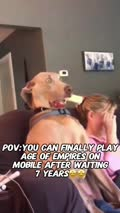 POV:YOU CAN FINALLY PLAY
AGE OF EMPIRES ON
MOBILE AFTER WAITING
7 YEARS😂😂